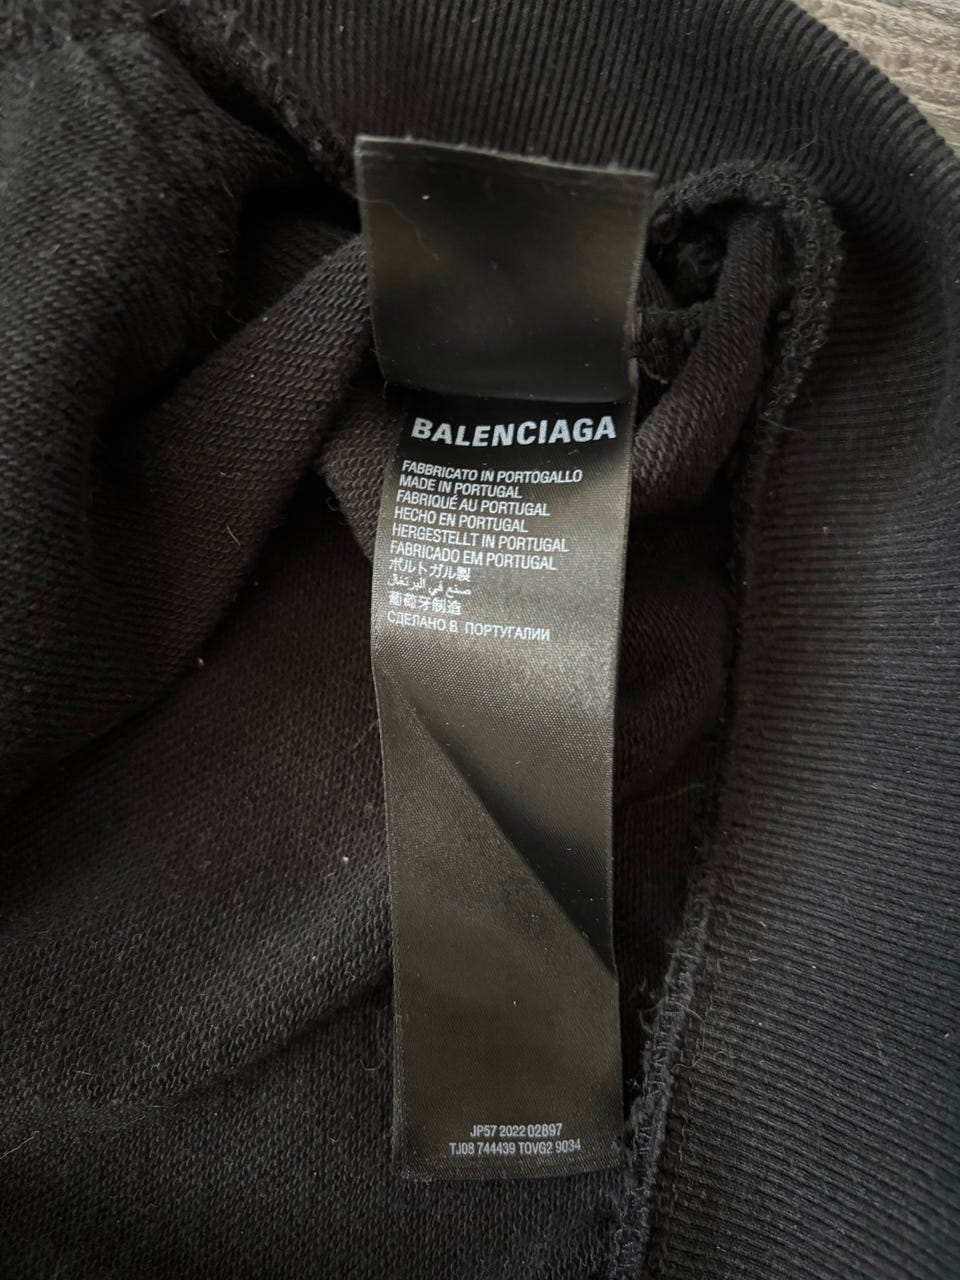 BALENCIAGA
FABBRICATO IN PORTOGALLO
MADE IN PORTUGAL
FABRIQUÉ AU PORTUGAL
HECHO EN PORTUGAL
HERGESTELLT IN PORTUGAL
FABRICADO EM PORTUGAL
ポルトガル製
صنع في البرتغال
葡萄牙制造
СДЕЛАНО В ПОРТУГАЛИИ
JP57 2022 02897
TJ08 744439 TOVG2 9034